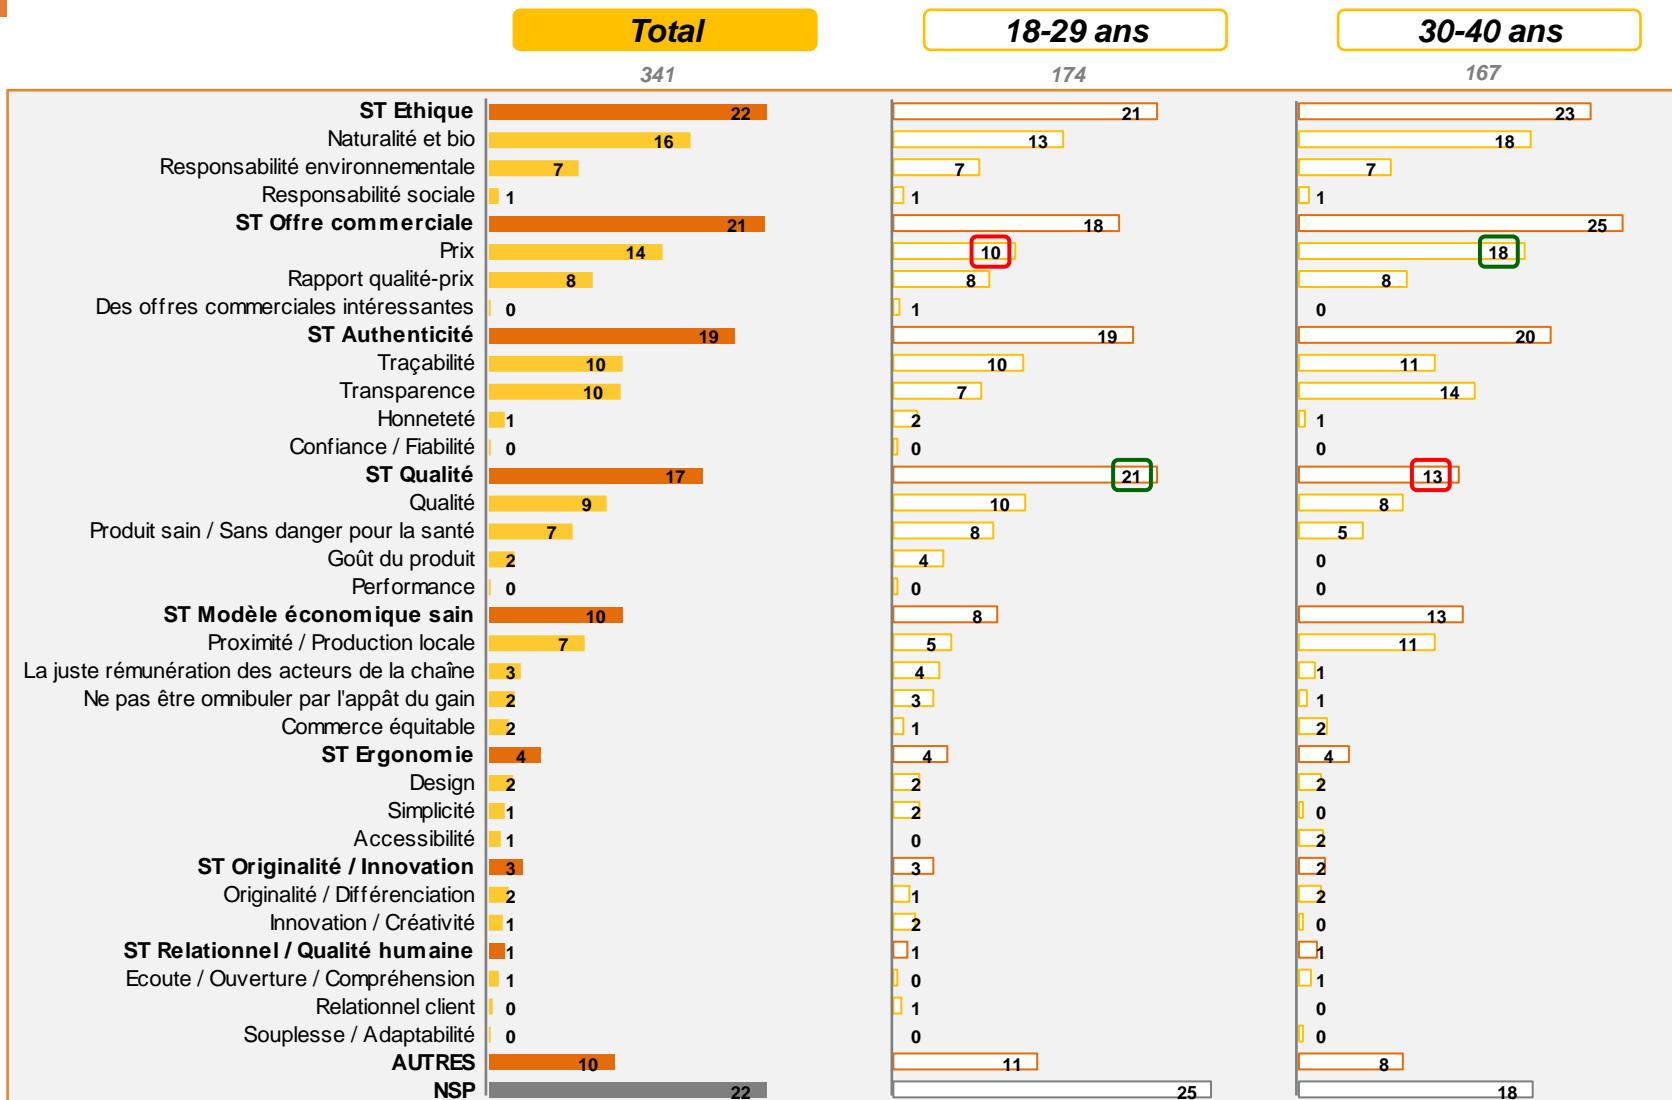 Total 18-29 ans 30-40 ans
341 174 167
ST Ethique 22 21 23
Naturalité et bio 16 13 18
Responsabilité environnementale 7 7 7
Responsabilité sociale 1 1 1
ST Offre commerciale 21 18 25
Prix 14 10 18
Rapport qualité-prix 8 8 8
Des offres commerciales intéressantes 0 1 0
ST Authenticité 19 19 20
Traçabilité 10 10 11
Transparence 10 7 14
Honneteté 1 2 1
Confiance / Fiabilité 0 0 0
ST Qualité 17 21 13
Qualité 9 10 8
Produit sain / Sans danger pour la santé 7 8 5
Goût du produit 2 4 0
Performance 0 0 0
ST Modèle économique sain 10 8 13
Proximité / Production locale 7 5 11
La juste rémunération des acteurs de la chaîne 3 4 1
Ne pas être omnibuler par l'appât du gain 2 3 1
Commerce équitable 2 1 2
ST Ergonomie 4 4 4
Design 2 2 2
Simplicité 1 2 0
Accessibilité 1 0 2
ST Originalité / Innovation 3 3 2
Originalité / Différenciation 2 1 2
Innovation / Créativité 1 2 0
ST Relationnel / Qualité humaine 1 1 1
Ecoute / Ouverture / Compréhension 1 0 1
Relationnel client 0 1 0
Souplesse / Adaptabilité 0 0 0
AUTRES 10 11 8
NSP 22 25 18